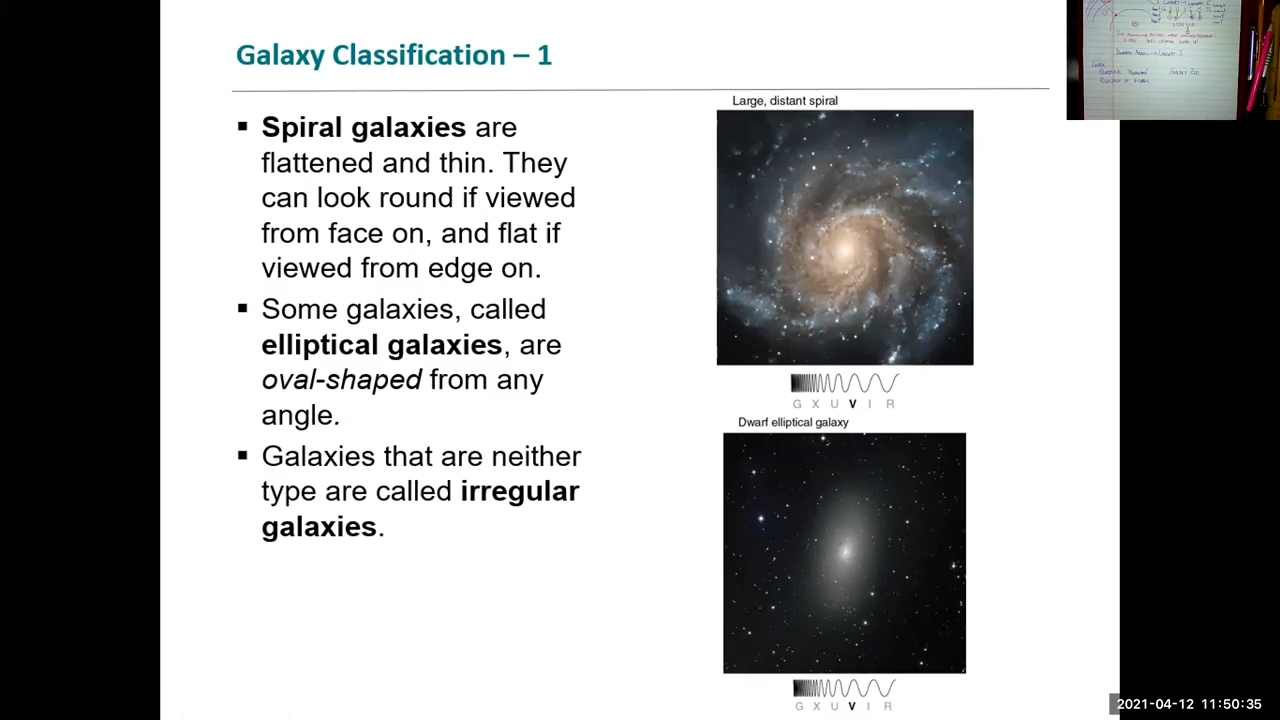 Galaxy Classification – 1
▪ Spiral galaxies are
flattened and thin. They
can look round if viewed
from face on, and flat if
viewed from edge on.
▪ Some galaxies, called
elliptical galaxies, are
oval-shaped from any
angle.
▪ Galaxies that are neither
type are called irregular
galaxies.
Large, distant spiral
G X U V I R
Dwarf elliptical galaxy
G X U V I R
GALAXY ZOO
2021-04-12 11:50:35